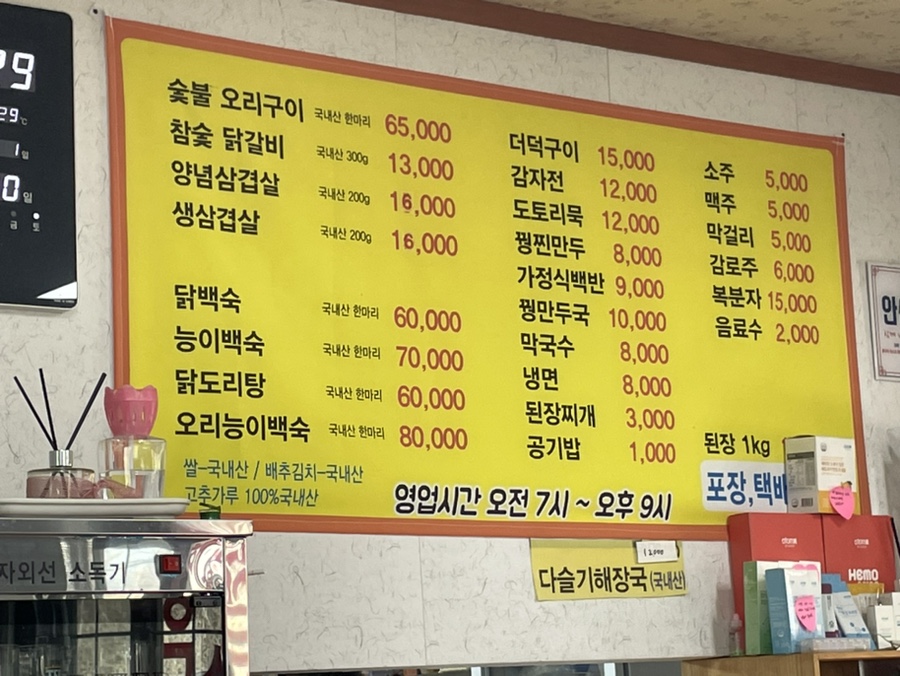 숯불 오리구이 국내산 한마리 65,000
참숯 닭갈비 국내산 300g 13,000
양념삼겹살 국내산 200g 16,000
생삼겹살 국내산 200g 16,000
닭백숙 국내산 한마리 60,000
능이백숙 국내산 한마리 70,000
닭도리탕 국내산 한마리 60,000
오리능이백숙 국내산 한마리 80,000
쌀-국내산 / 배추김치-국내산
고추가루 100%국내산
더덕구이 15,000
감자전 12,000
도토리묵 12,000
꿩찐만두 8,000
가정식백반 9,000
꿩만두국 10,000
막국수 8,000
냉면 8,000
된장찌개 3,000
공기밥 1,000
소주 5,000
맥주 5,000
막걸리 5,000
감로주 6,000
복분자 15,000
음료수 2,000
된장 1kg
포장,택배
영업시간 오전 7시 ~ 오후 9시
다슬기해장국 (국내산)
자외선 소독기
29
1일
0일
금 토
atomє
HemO